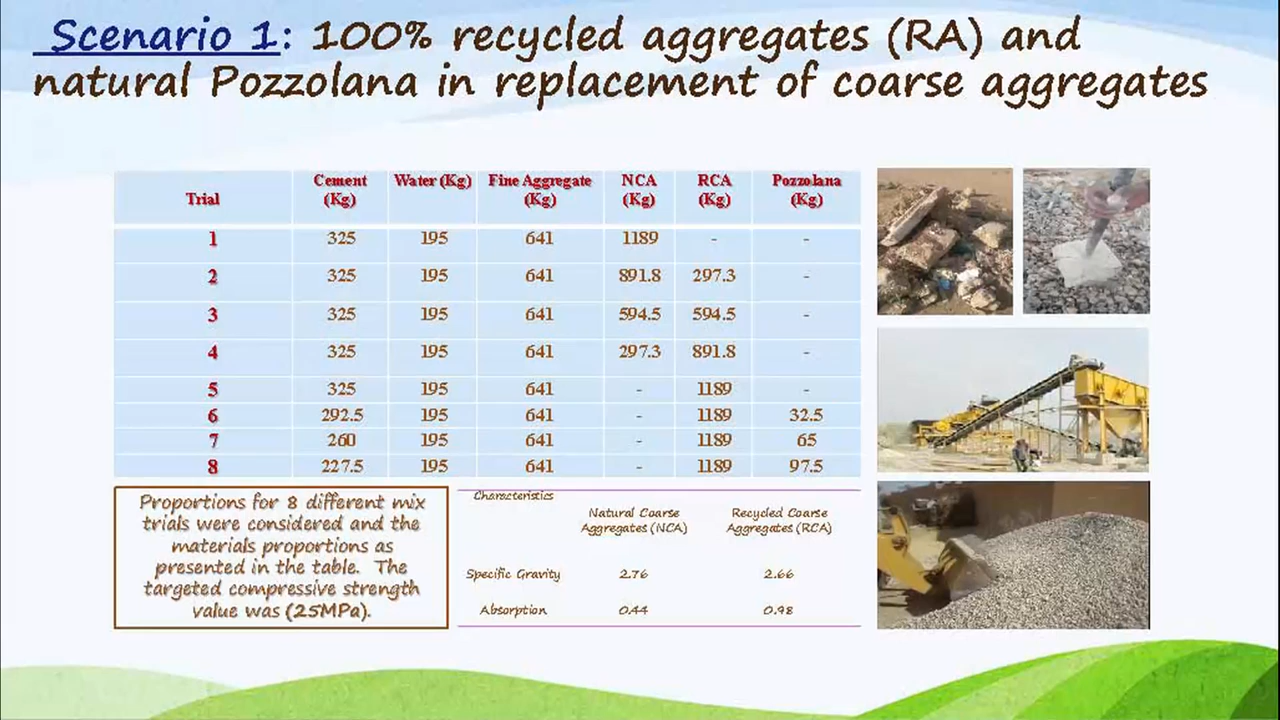 Scenario 1: 100% recycled aggregates (RA) and
natural Pozzolana in replacement of coarse aggregates
Trial Cement (Kg) Water (Kg) Fine Aggregate (Kg) NCA (Kg) RCA (Kg) Pozzolana (Kg)
1 325 195 641 1189 - -
2 325 195 641 891.8 297.3 -
3 325 195 641 594.5 594.5 -
4 325 195 641 297.3 891.8 -
5 325 195 641 - 1189 -
6 292.5 195 641 - 1189 32.5
7 260 195 641 - 1189 65
8 227.5 195 641 - 1189 97.5
Proportions for 8 different mix
trials were considered and the
materials proportions as
presented in the table. The
targeted compressive strength
value was (25MPa).
Characteristics
Natural Coarse Aggregates (NCA) Recycled Coarse Aggregates (RCA)
Specific Gravity 2.76 2.66
Absorption 0.44 0.98